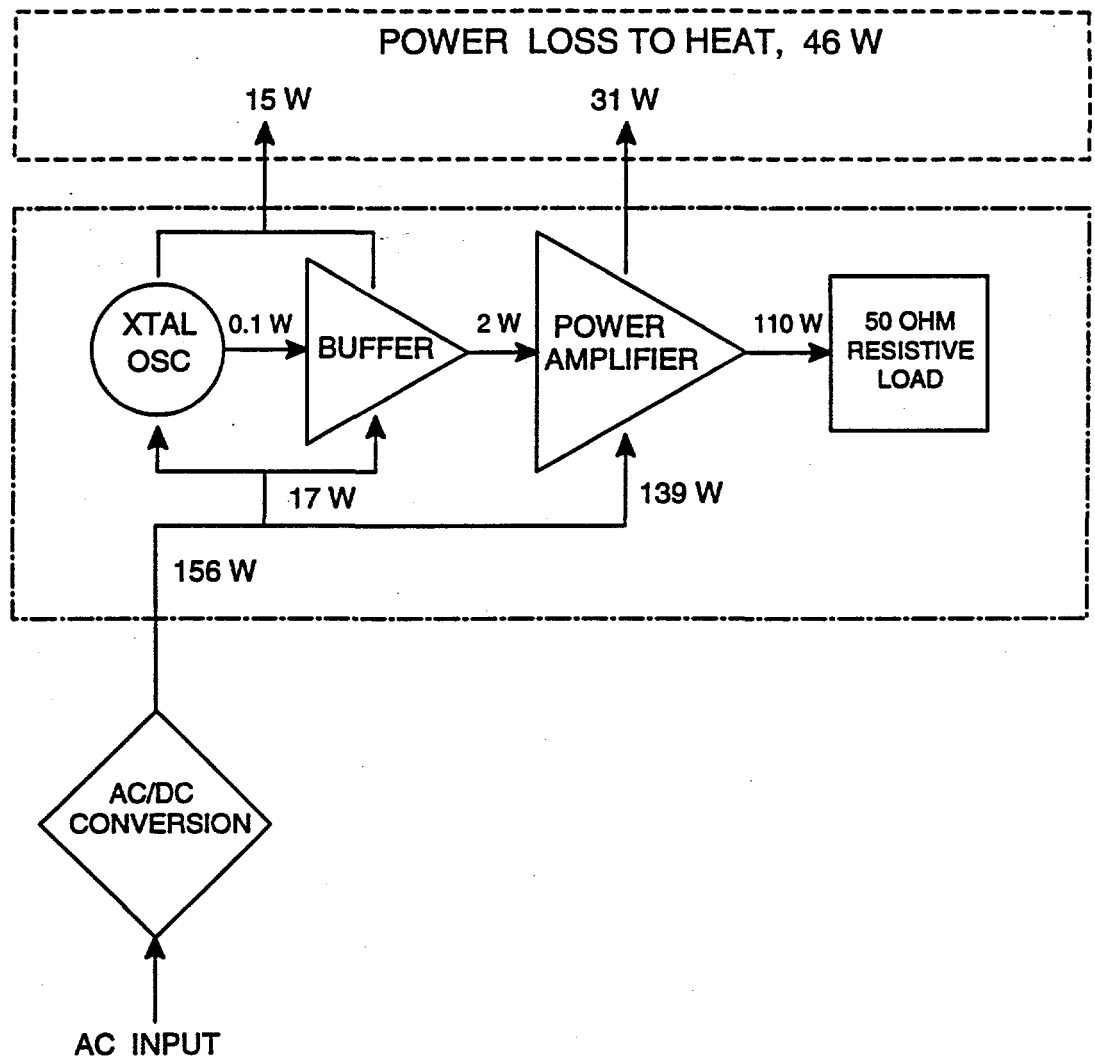 POWER LOSS TO HEAT, 46 W
15 W
31 W
XTAL
OSC
0.1 W
BUFFER
2 W
POWER
AMPLIFIER
110 W
50 OHM
RESISTIVE
LOAD
17 W
139 W
156 W
AC/DC
CONVERSION
AC INPUT